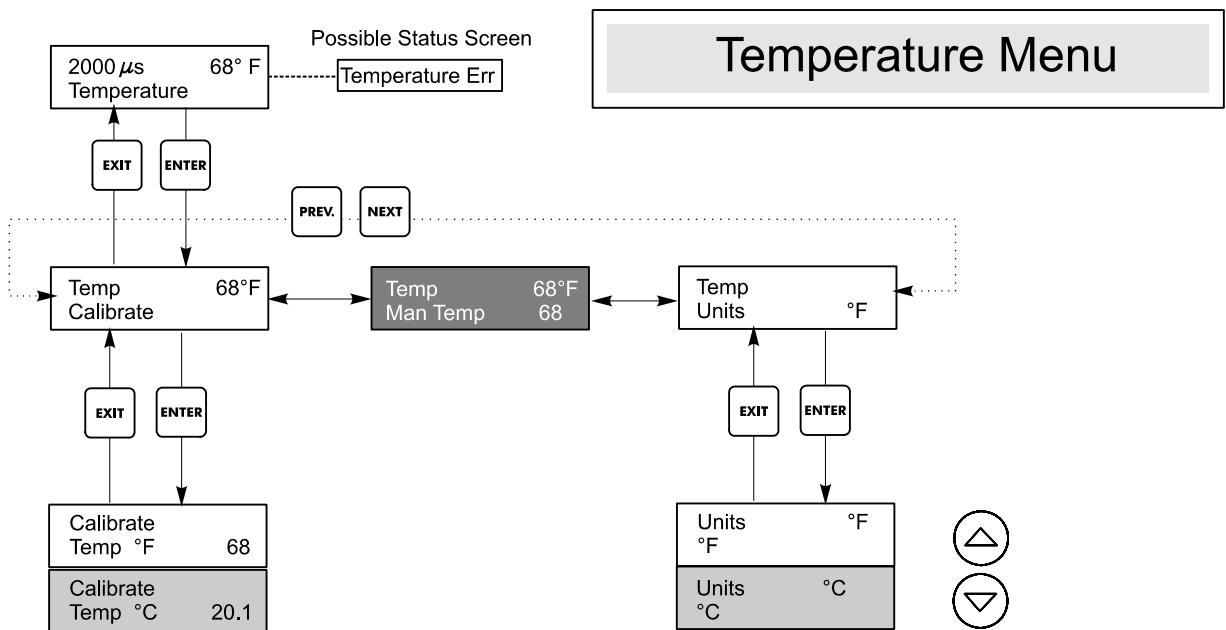 Temperature Menu
Possible Status Screen
2000 μs 68° F
Temperature
Temperature Err
EXIT
ENTER
PREV.
NEXT
Temp 68°F
Calibrate
Temp 68°F
Man Temp 68
Temp
Units °F
EXIT
ENTER
EXIT
ENTER
Calibrate
Temp °F 68
Calibrate
Temp °C 20.1
Units °F
°F
Units °C
°C